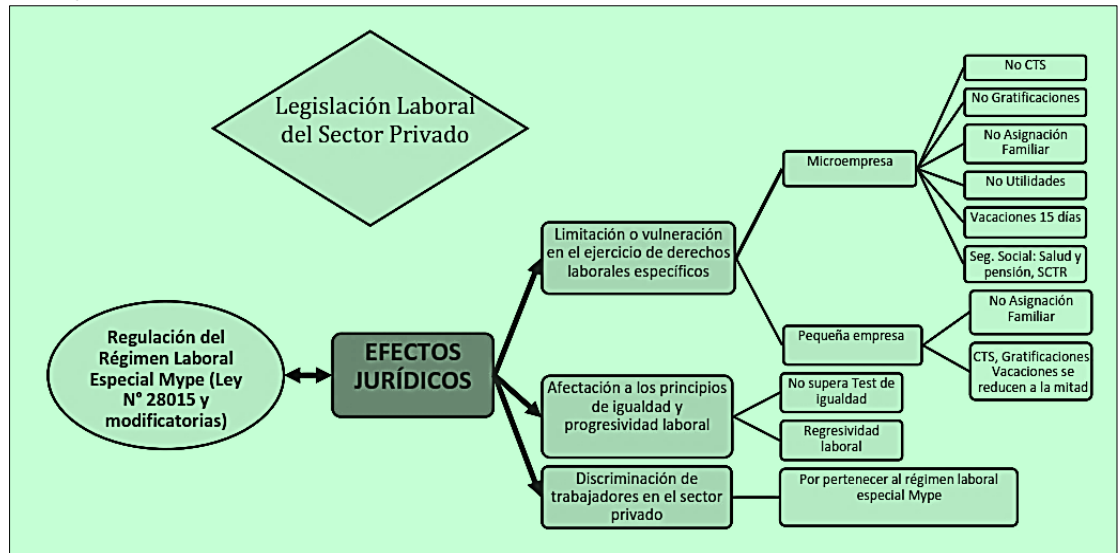 Legislación Laboral
del Sector Privado
Regulación del
Régimen Laboral
Especial Mype (Ley
N° 28015 y
modificatorias)
EFECTOS
JURÍDICOS
Limitación o vulneración
en el ejercicio de derechos
laborales específicos
Microempresa
No CTS
No Gratificaciones
No Asignación
Familiar
No Utilidades
Vacaciones 15 días
Seg. Social: Salud y
pensión, SCTR
Pequeña empresa
No Asignación
Familiar
CTS, Gratificaciones
Vacaciones se
reducen a la mitad
Afectación a los principios
de igualdad y
progresividad laboral
No supera Test de
igualdad
Regresividad
laboral
Discriminación de
trabajadores en el sector
privado
Por pertenecer al régimen laboral
especial Mype